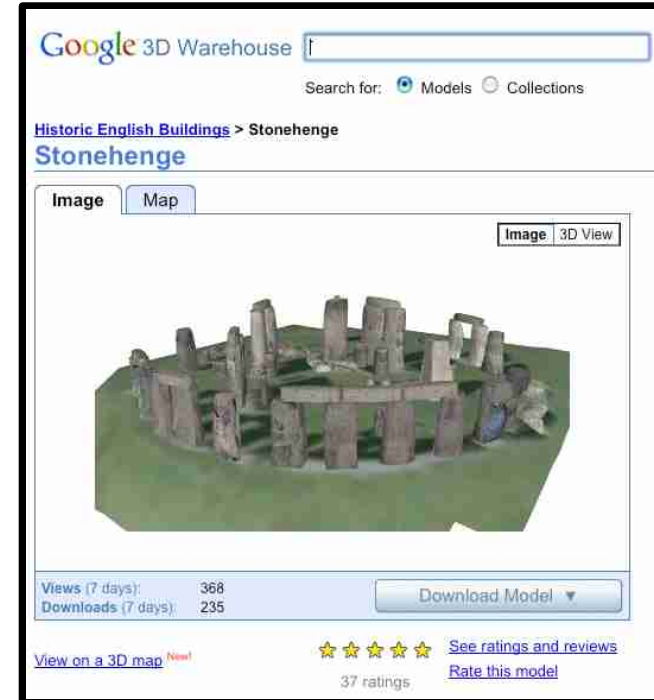 Google 3D Warehouse
Search for: Models Collections
Historic English Buildings > Stonehenge
Stonehenge
Image Map
Image 3D View
Views (7 days): 368
Downloads (7 days): 235
Download Model ▼
View on a 3D map New!
See ratings and reviews
37 ratings
Rate this model